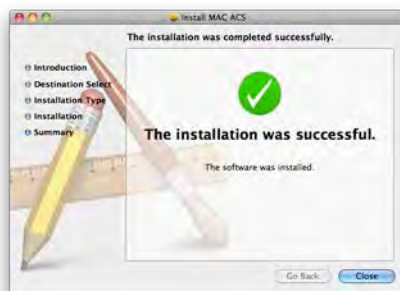 Install MAC ACS
The installation was completed successfully.
Introduction
Destination Select
Installation Type
Installation
Summary
The installation was successful.
The software was installed.
Go Back
Close